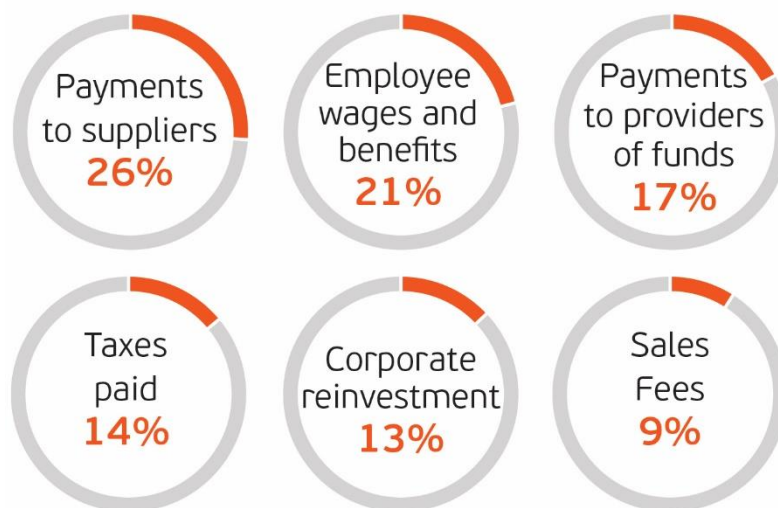 Payments
to suppliers
26%
Employee
wages and
benefits
21%
Payments
to providers
of funds
17%
Taxes
paid
14%
Corporate
reinvestment
13%
Sales
Fees
9%